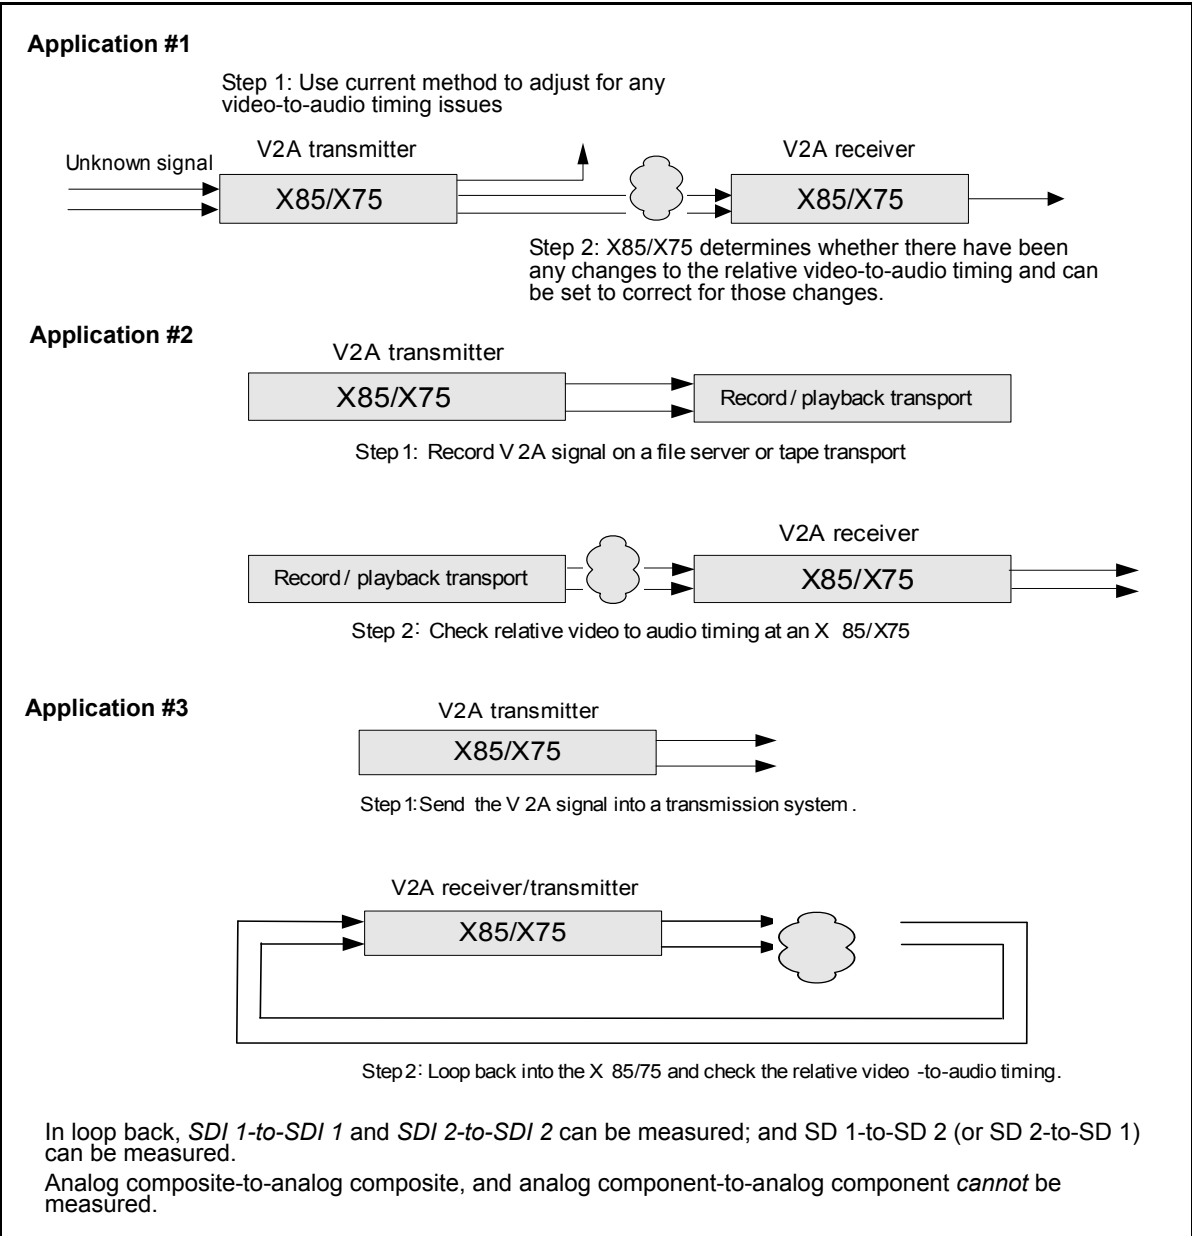 Application #1
Step 1: Use current method to adjust for any
video-to-audio timing issues
Unknown signal
V2A transmitter
V2A receiver
X85/X75
X85/X75
Step 2: X85/X75 determines whether there have been
any changes to the relative video-to-audio timing and can
be set to correct for those changes.
Application #2
V2A transmitter
X85/X75
Record / playback transport
Step 1: Record V 2A signal on a file server or tape transport
V2A receiver
Record / playback transport
X85/X75
Step 2: Check relative video to audio timing at an X 85/X75
Application #3
V2A transmitter
X85/X75
Step 1: Send the V 2A signal into a transmission system .
V2A receiver/transmitter
X85/X75
Step 2: Loop back into the X 85/75 and check the relative video -to-audio timing.
In loop back, SDI 1-to-SDI 1 and SDI 2-to-SDI 2 can be measured; and SD 1-to-SD 2 (or SD 2-to-SD 1)
can be measured.
Analog composite-to-analog composite, and analog component-to-analog component cannot be
measured.